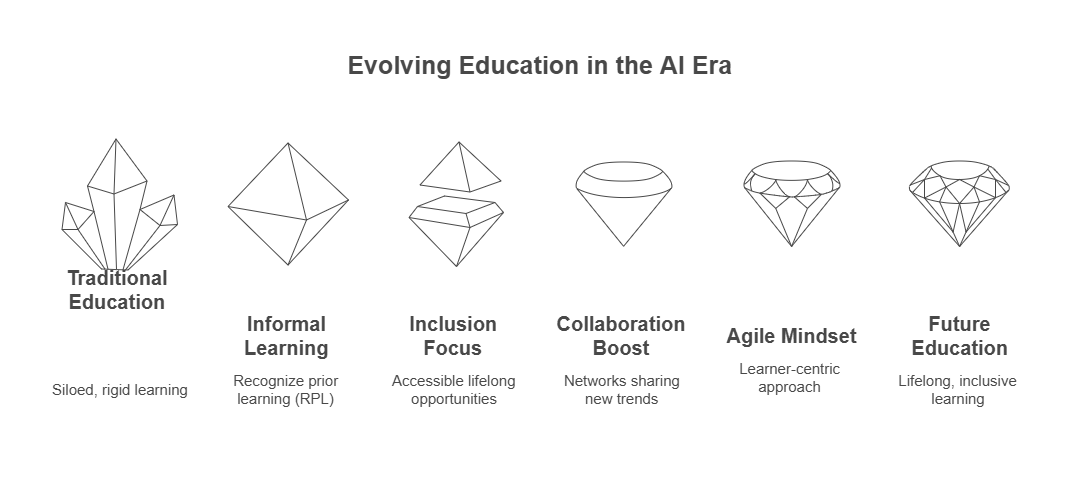 Evolving Education in the AI Era
Traditional
Education
Siloed, rigid learning
Informal
Learning
Recognize prior
learning (RPL)
Inclusion
Focus
Accessible lifelong
opportunities
Collaboration
Boost
Networks sharing
new trends
Agile Mindset
Learner-centric
approach
Future
Education
Lifelong, inclusive
learning